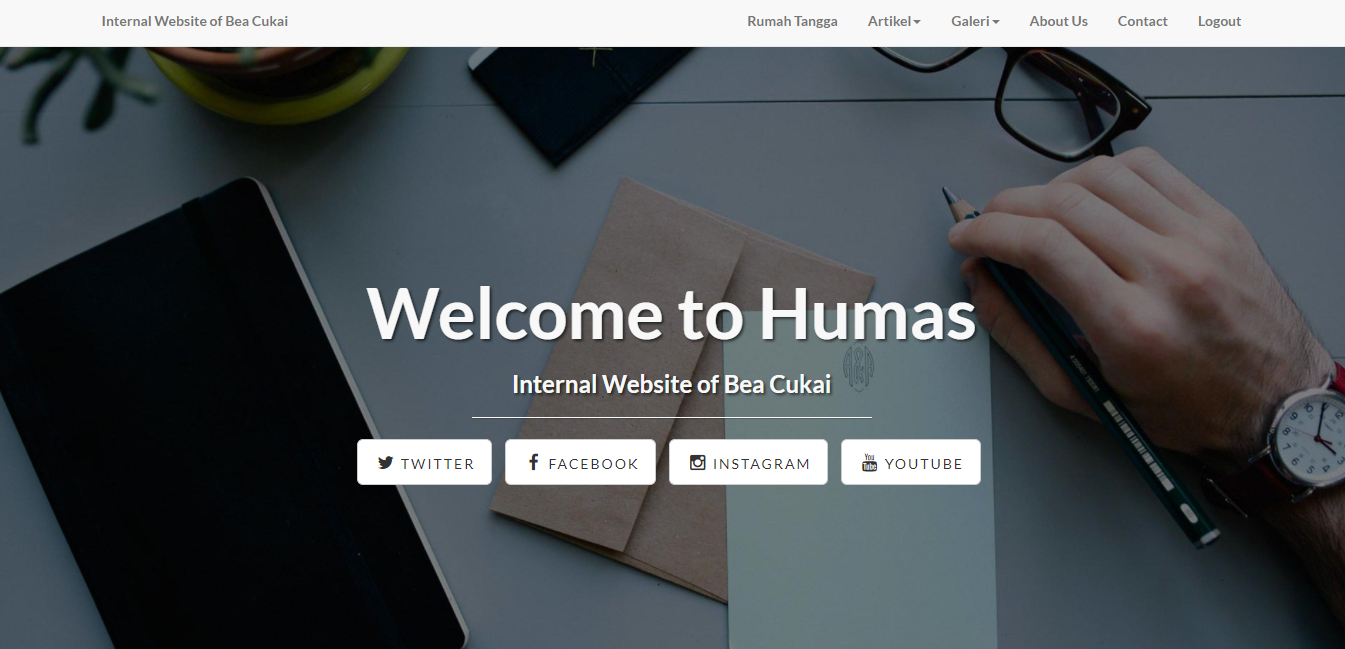 Internal Website of Bea Cukai
Rumah Tangga Artikel Galeri About Us Contact Logout
Welcome to Humas
Internal Website of Bea Cukai
TWITTER FACEBOOK INSTAGRAM YOUTUBE